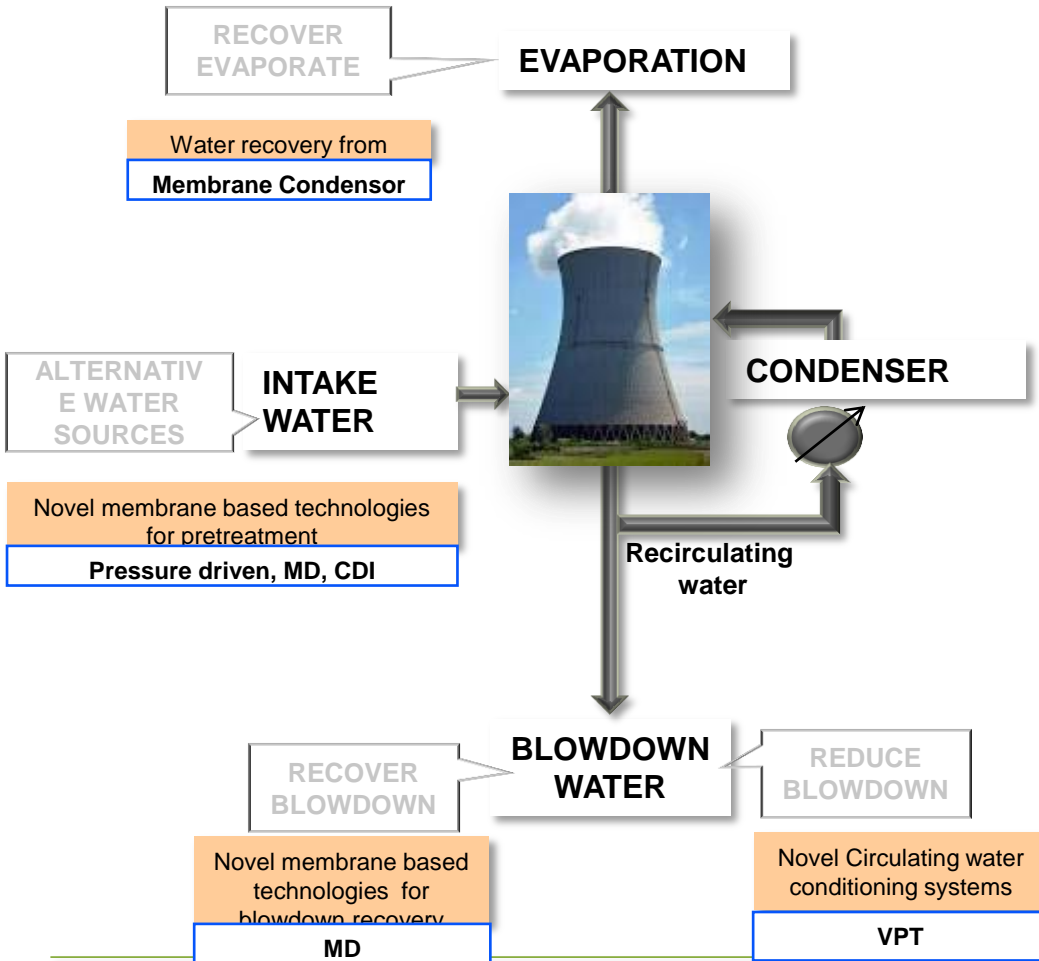 RECOVER
EVAPORATE
EVAPORATION
Water recovery from
Membrane Condensor
ALTERNATIV
E WATER
SOURCES
INTAKE
WATER
CONDENSER
Novel membrane based technologies
for pretreatment
Pressure driven, MD, CDI
Recirculating
water
BLOWDOWN
WATER
RECOVER
BLOWDOWN
REDUCE
BLOWDOWN
Novel membrane based
technologies for
blowdown recovery
MD
Novel Circulating water
conditioning systems
VPT